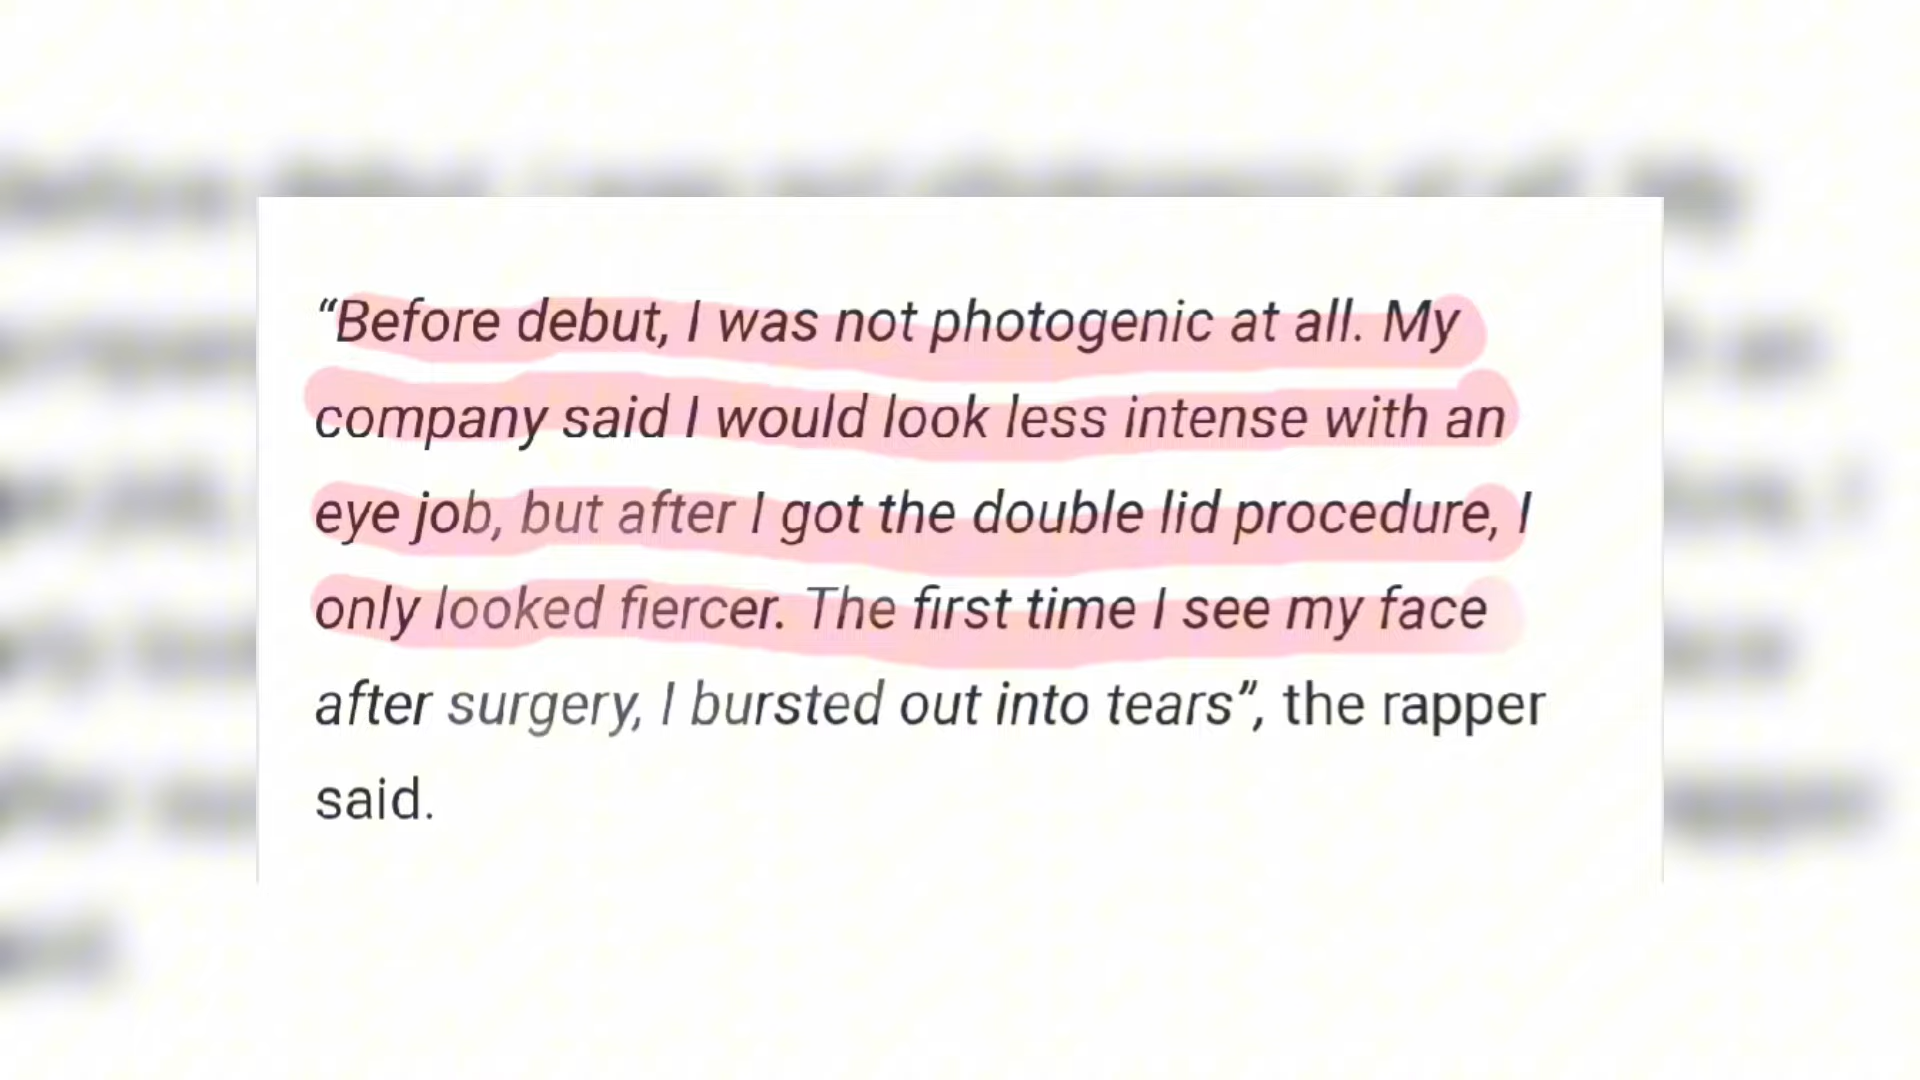 “Before debut, I was not photogenic at all. My
company said I would look less intense with an
eye job, but after I got the double lid procedure, I
only looked fiercer. The first time I see my face
after surgery, I bursted out into tears”, the rapper
said.